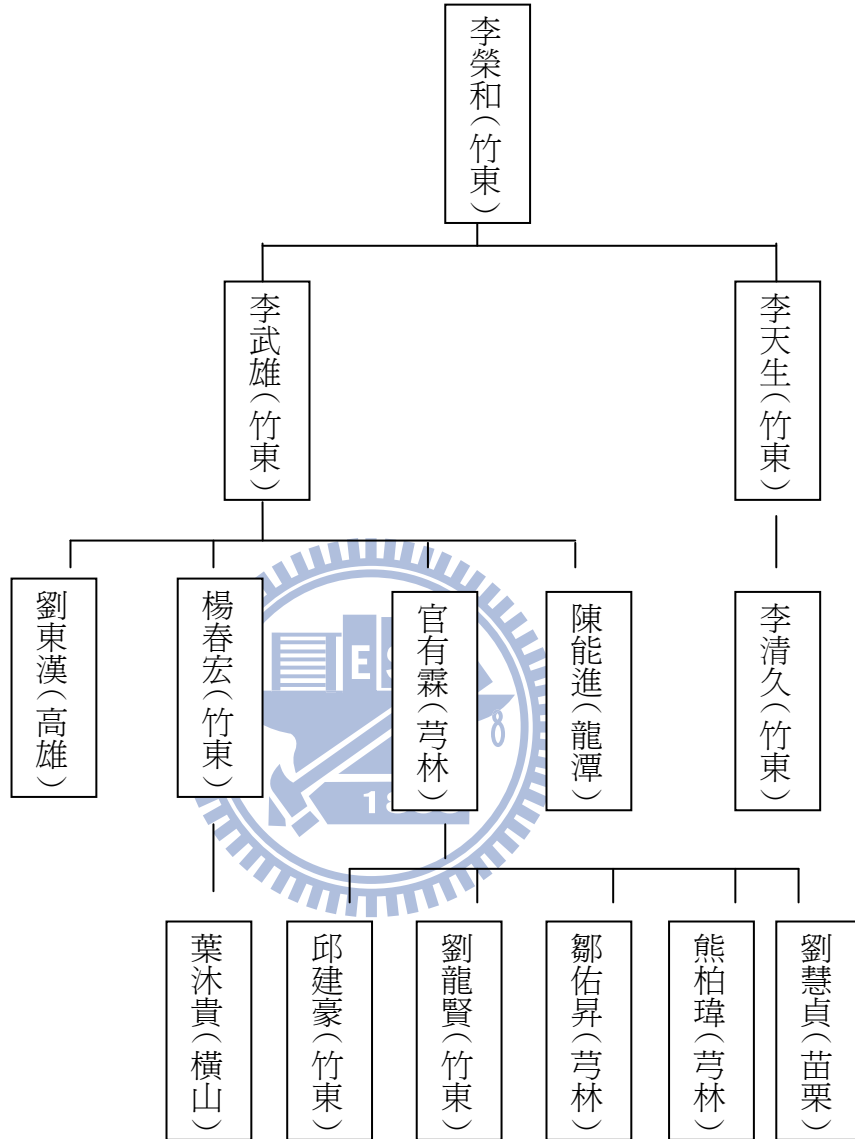 李榮和(竹東)
李天生(竹東)
李武雄(竹東)
李清久(竹東)
陳能進(龍潭)
官有霖(芎林)
楊春宏(竹東)
劉東漢(高雄)
劉慧貞(苗栗)
熊柏瑋(芎林)
鄒佑昇(芎林)
劉龍賢(竹東)
邱建豪(竹東)
葉沐貴(橫山)